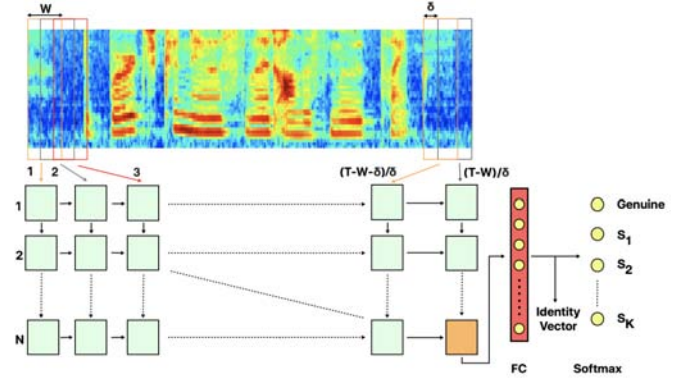 W
δ
1 2 3 (T-W-δ)/δ (T-W)/δ
1
2
N
Genuine
S1
S2
SK
Identity
Vector
FC Softmax